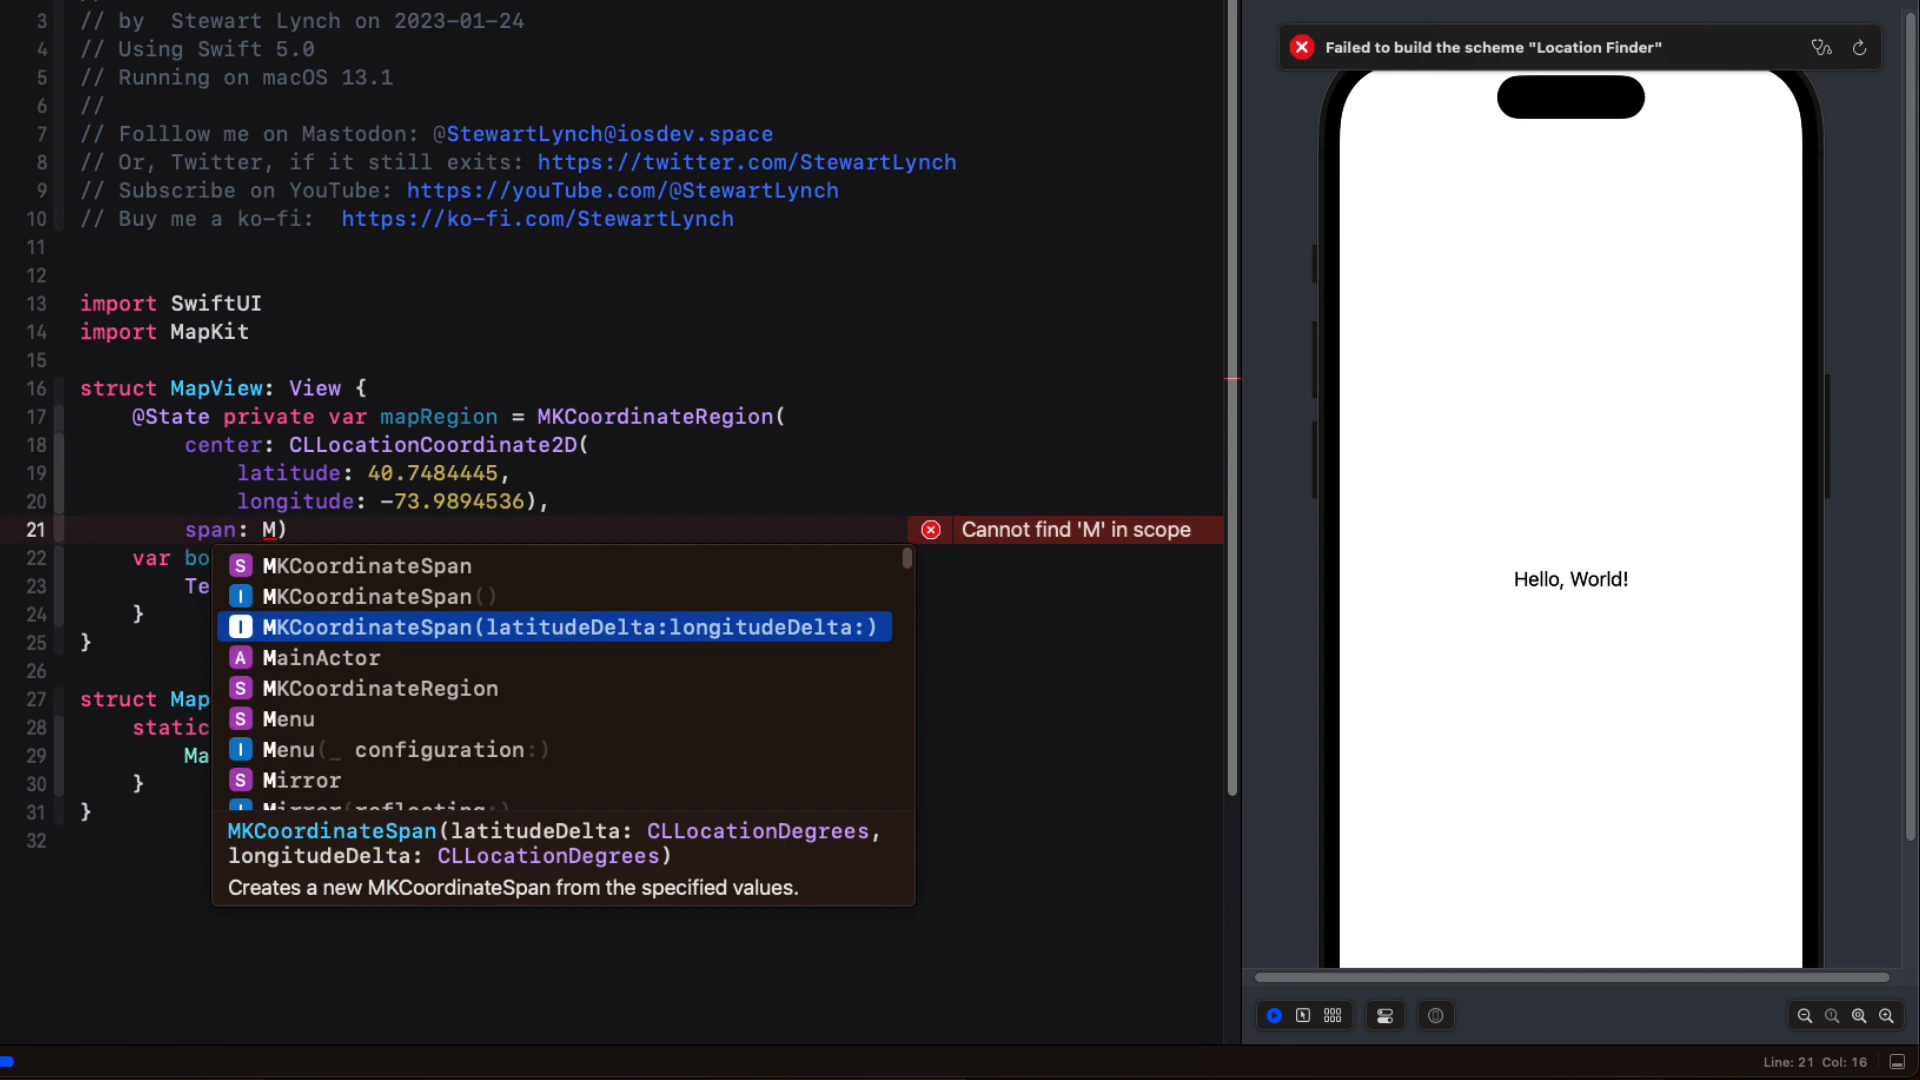 3 // by  Stewart Lynch on 2023-01-24
4 // Using Swift 5.0
5 // Running on macOS 13.1
6 //
7 // Folllow me on Mastodon: @StewartLynch@iosdev.space
8 // Or, Twitter, if it still exits: https://twitter.com/StewartLynch
9 // Subscribe on YouTube: https://youTube.com/@StewartLynch
10 // Buy me a ko-fi:  https://ko-fi.com/StewartLynch
11
12
13 import SwiftUI
14 import MapKit
15
16 struct MapView: View {
17 @State private var mapRegion = MKCoordinateRegion(
18 center: CLLocationCoordinate2D(
19 latitude: 40.7484445,
20 longitude: -73.9894536),
21 span: M)
Cannot find 'M' in scope
22 var bo
23 Te
24 }
25 }
26
27 struct Map
28 static
29 Ma
30 }
31 }
32
S MKCoordinateSpan
I MKCoordinateSpan()
I MKCoordinateSpan(latitudeDelta:longitudeDelta:)
A MainActor
S MKCoordinateRegion
S Menu
I Menu(_ configuration:)
S Mirror
I Mirror(reflecting:)
MKCoordinateSpan(latitudeDelta: CLLocationDegrees,
longitudeDelta: CLLocationDegrees)
Creates a new MKCoordinateSpan from the specified values.
Failed to build the scheme "Location Finder"
Hello, World!
Line: 21 Col: 16